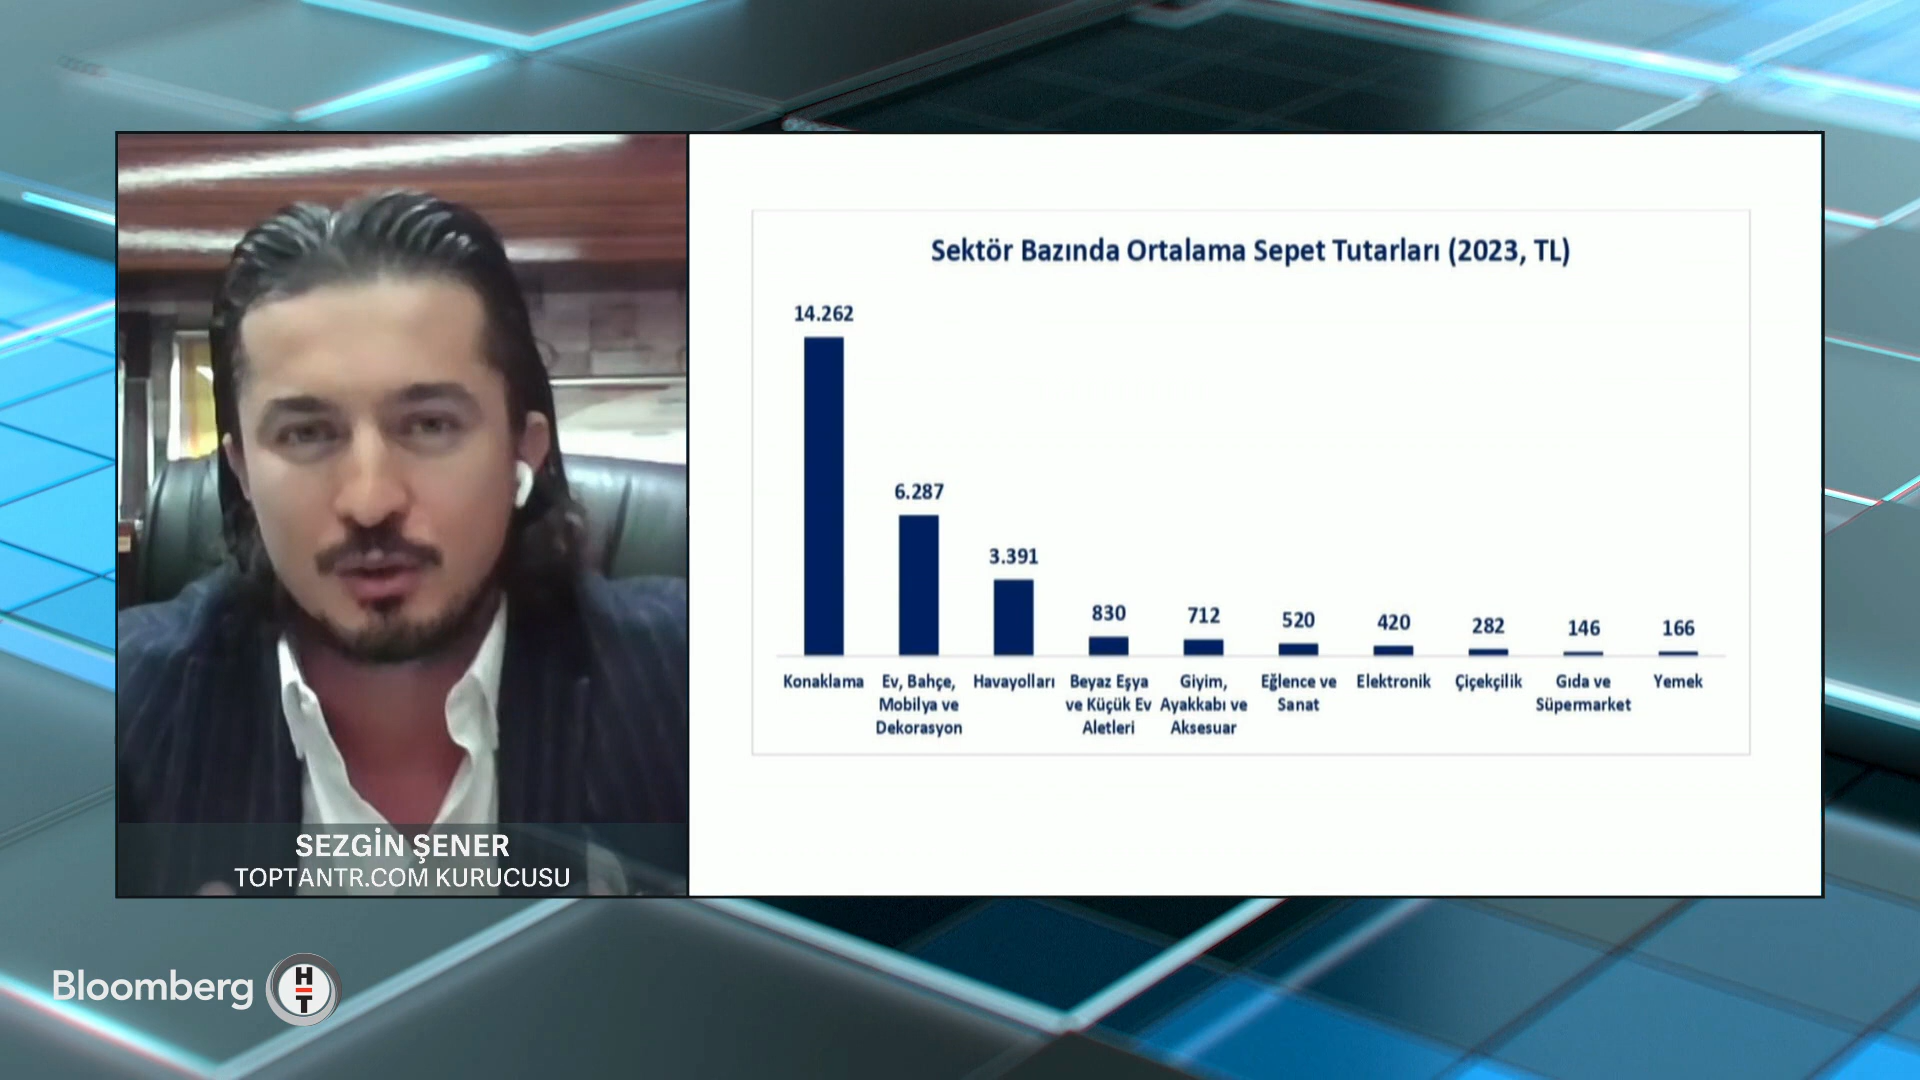 Sektör Bazında Ortalama Sepet Tutarları (2023, TL)
14.262
6.287
3.391
830
712
520
420
282
146
166
Konaklama
Ev, Bahçe,
Mobilya ve
Dekorasyon
Havayolları
Beyaz Eşya
ve Küçük Ev
Aletleri
Giyim,
Ayakkabı ve
Aksesuar
Eğlence ve
Sanat
Elektronik
Çiçekçilik
Gıda ve
Süpermarket
Yemek
SEZGİN ŞENER
TOPTANTR.COM KURUCUSU
Bloomberg HT